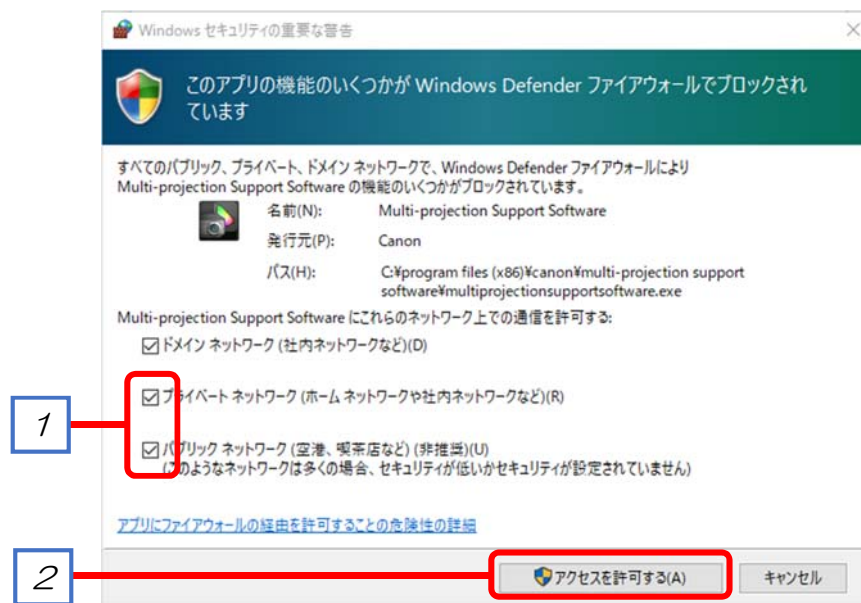 Windows セキュリティの重要な警告
このアプリの機能のいくつかが Windows Defender ファイアウォールでブロックされ
ています
すべてのパブリック、プライベート、ドメイン ネットワークで、Windows Defender ファイアウォールにより
Multi-projection Support Software の機能のいくつかがブロックされています。
名前(N): Multi-projection Support Software
発行元(P): Canon
パス(H): C:¥program files (x86)¥canon¥multi-projection support
software¥multiprojectionsupportsoftware.exe
Multi-projection Support Software にこれらのネットワーク上での通信を許可する:
ドメイン ネットワーク (社内ネットワークなど)(D)
プライベート ネットワーク (ホーム ネットワークや社内ネットワークなど)(R)
1
パブリック ネットワーク (空港、喫茶店など) (非推奨)(U)
(このようなネットワークは多くの場合、セキュリティが低いかセキュリティが設定されていません)
アプリにファイアウォールの経由を許可することの危険性の詳細
2
アクセスを許可する(A) キャンセル